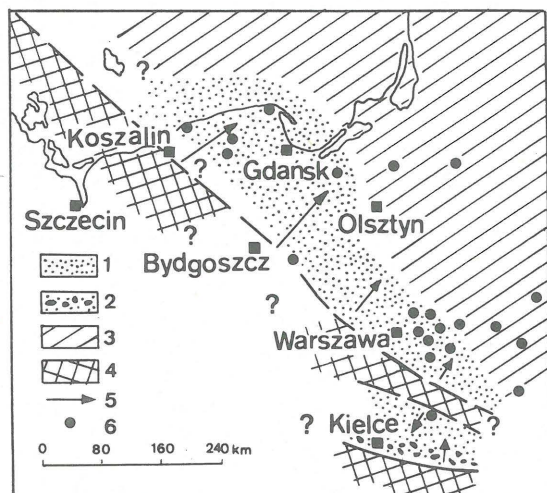 ?
Koszalin
?
Gdansk
Szczecin
?
Olsztyn
Bydgoszcz
1
2
?
3
Warszawa
4
5
? Kielce ?
6
0 80 160 240 km